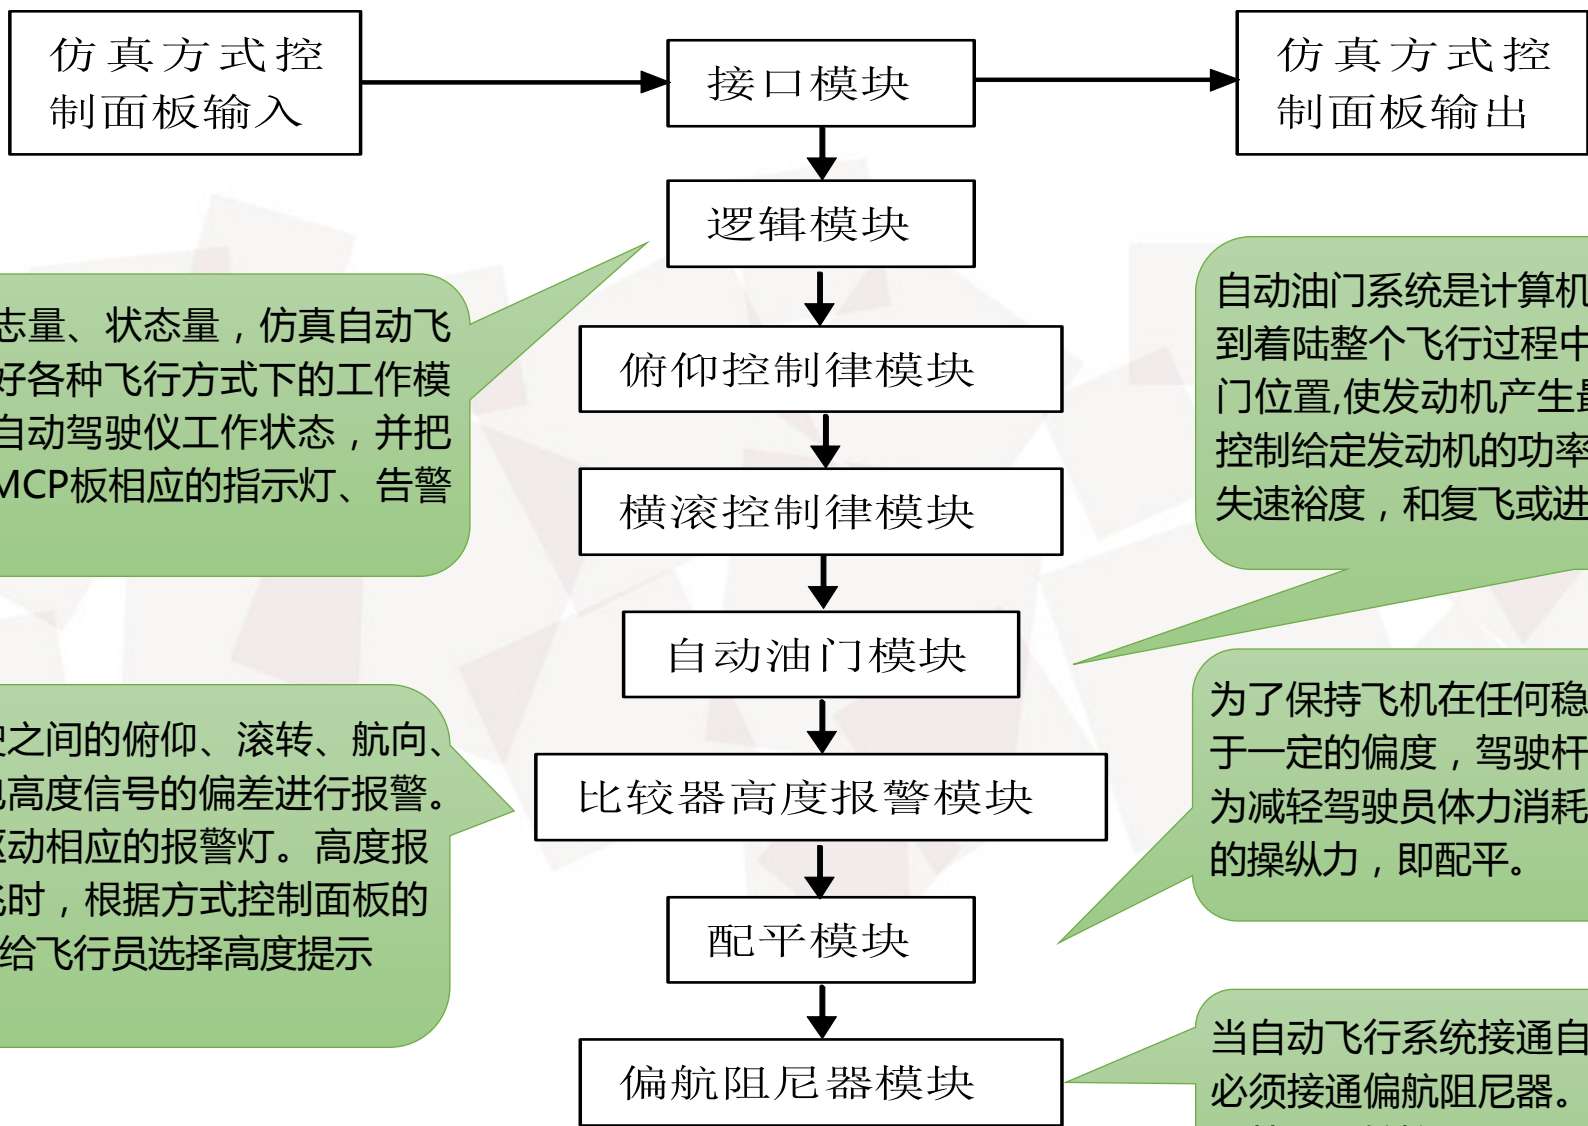 仿真方式控
制面板输入
接口模块
仿真方式控
制面板输出
逻辑模块
志量、状态量，仿真自动飞
好各种飞行方式下的工作模
自动驾驶仪工作状态，并把
MCP板相应的指示灯、告警
自动油门系统是计算机
到着陆整个飞行过程中
门位置,使发动机产生最
控制给定发动机的功率
失速裕度，和复飞或进
俯仰控制律模块
横滚控制律模块
自动油门模块
驶之间的俯仰、滚转、航向、
电高度信号的偏差进行报警。
驱动相应的报警灯。高度报
飞时，根据方式控制面板的
给飞行员选择高度提示
为了保持飞机在任何稳
于一定的偏度，驾驶杆
为减轻驾驶员体力消耗
的操纵力，即配平。
比较器高度报警模块
配平模块
偏航阻尼器模块
当自动飞行系统接通自
必须接通偏航阻尼器。